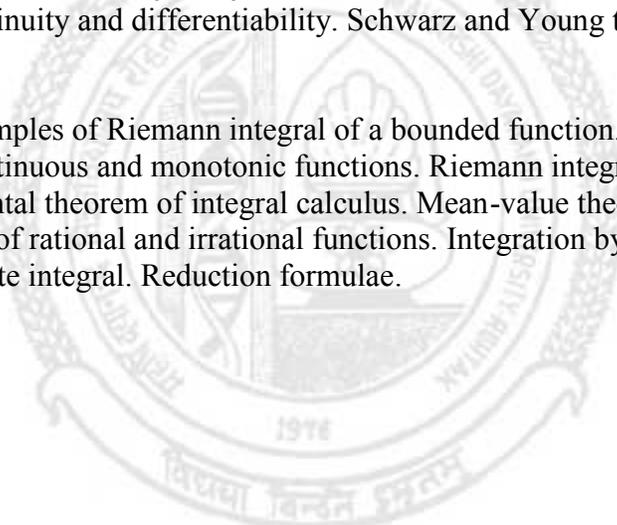 inuity and differentiability. Schwarz and Young t
mples of Riemann integral of a bounded function.
tinuous and monotonic functions. Riemann integr
ntal theorem of integral calculus. Mean-value the
of rational and irrational functions. Integration by
te integral. Reduction formulae.
1976